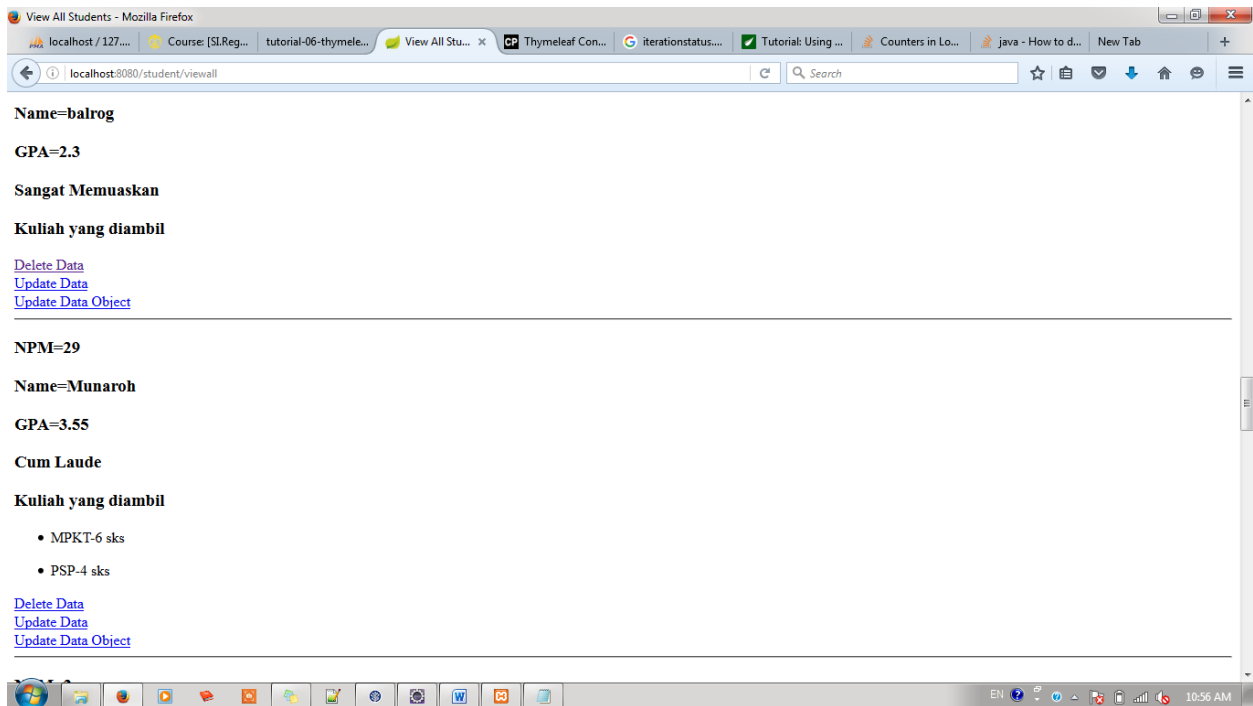 View All Students - Mozilla Firefox
localhost / 127....
Course: [SI.Reg...
tutorial-06-thymele...
View All Stu...
CP Thymeleaf Con...
G iterationstatus....
Tutorial: Using ...
Counters in Lo...
java - How to d...
New Tab
localhost:8080/student/viewall
Search
Name=balrog
GPA=2.3
Sangat Memuaskan
Kuliah yang diambil
Delete Data
Update Data
Update Data Object
NPM=29
Name=Munaroh
GPA=3.55
Cum Laude
Kuliah yang diambil
• MPKT-6 sks
• PSP-4 sks
Delete Data
Update Data
Update Data Object
EN
10:56 AM